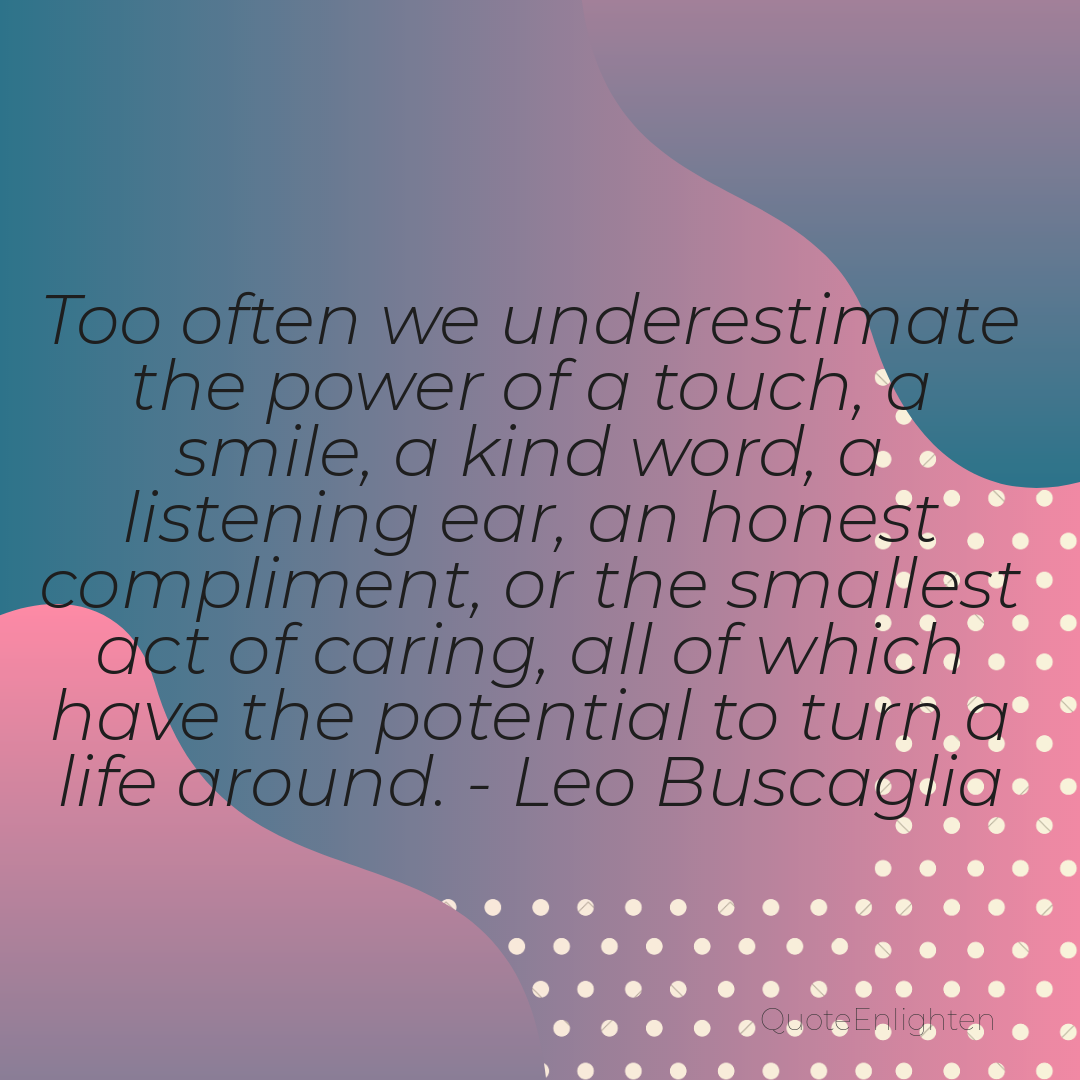 Too often we underestimate
the power of a touch, a
smile, a kind word, a
listening ear, an honest
compliment, or the smallest
act of caring, all of which
have the potential to turn a
life around. - Leo Buscaglia
QuoteEnlighten